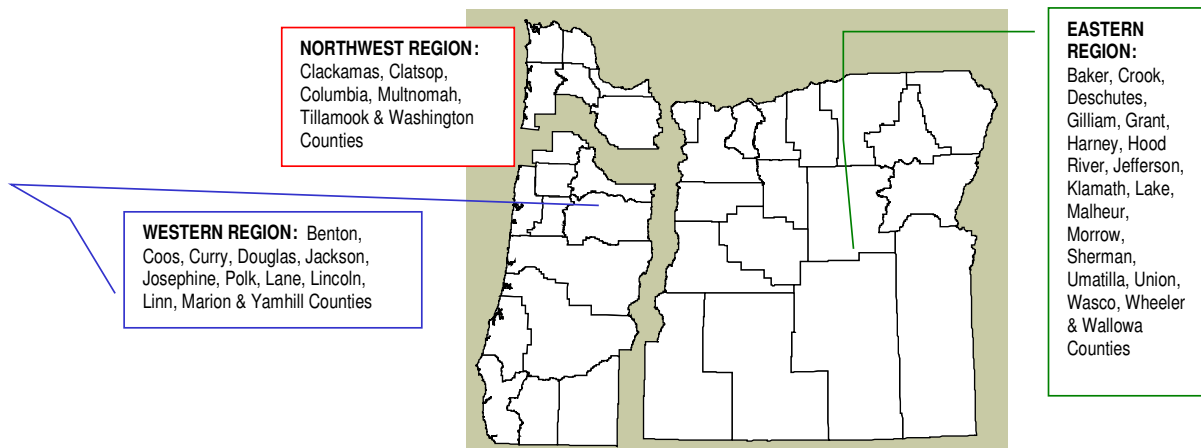 NORTHWEST REGION:
Clackamas, Clatsop,
Columbia, Multnomah,
Tillamook & Washington
Counties
WESTERN REGION: Benton,
Coos, Curry, Douglas, Jackson,
Josephine, Polk, Lane, Lincoln,
Linn, Marion & Yamhill Counties
EASTERN
REGION:
Baker, Crook,
Deschutes,
Gilliam, Grant,
Harney, Hood
River, Jefferson,
Klamath, Lake,
Malheur,
Morrow,
Sherman,
Umatilla, Union,
Wasco, Wheeler
& Wallowa
Counties